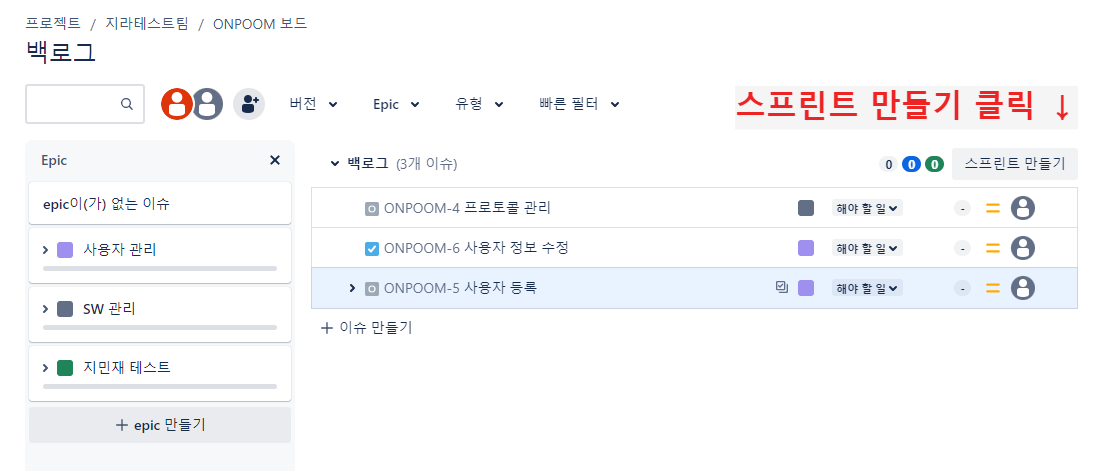 프로젝트 / 지라테스트팀 / ONPOOM 보드
백로그
버전 Epic 유형 빠른 필터
스프린트 만들기 클릭 ↓
Epic ×
epic이(가) 없는 이슈
사용자 관리
SW 관리
지민재 테스트
+ epic 만들기
백로그 (3개 이슈) 0 0 0 스프린트 만들기
ONPOOM-4 프로토콜 관리 해야 할 일 -
ONPOOM-6 사용자 정보 수정 해야 할 일 -
ONPOOM-5 사용자 등록 해야 할 일 -
+ 이슈 만들기